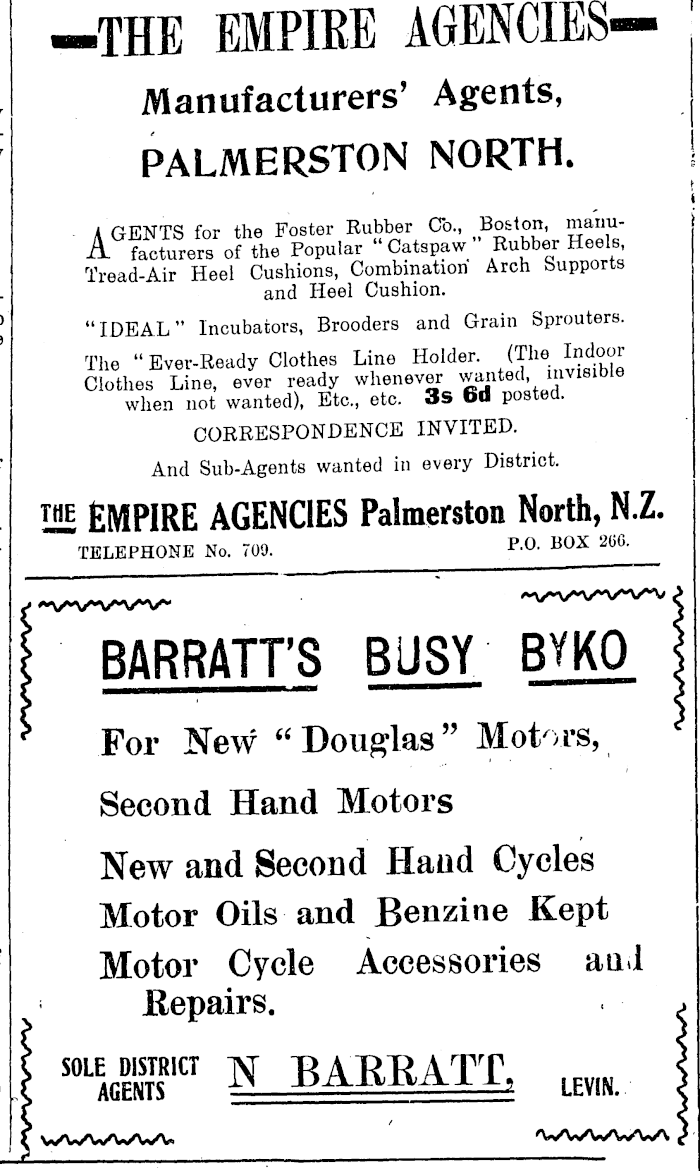 THE EMPIRE AGENCIES
Manufacturers' Agents,
PALMERSTON NORTH.
AGENTS for the Foster Rubber Co., Boston, manu-
facturers of the Popular "Catspaw" Rubber Heels,
Tread-Air Heel Cushions, Combination Arch Supports
and Heel Cushion.
"IDEAL" Incubators, Brooders and Grain Sprouters.
The "Ever-Ready Clothes Line Holder. (The Indoor
Clothes Line, ever ready whenever wanted, invisible
when not wanted), Etc., etc. 3s 6d posted.
CORRESPONDENCE INVITED.
And Sub-Agents wanted in every District.
THE EMPIRE AGENCIES Palmerston North, N.Z.
TELEPHONE No. 709. P.O. BOX 266.
BARRATT'S BUSY BYKO
For New "Douglas" Motors,
Second Hand Motors
New and Second Hand Cycles
Motor Oils and Benzine Kept
Motor Cycle Accessories and
Repairs.
SOLE DISTRICT
AGENTS
N BARRATT,
LEVIN.